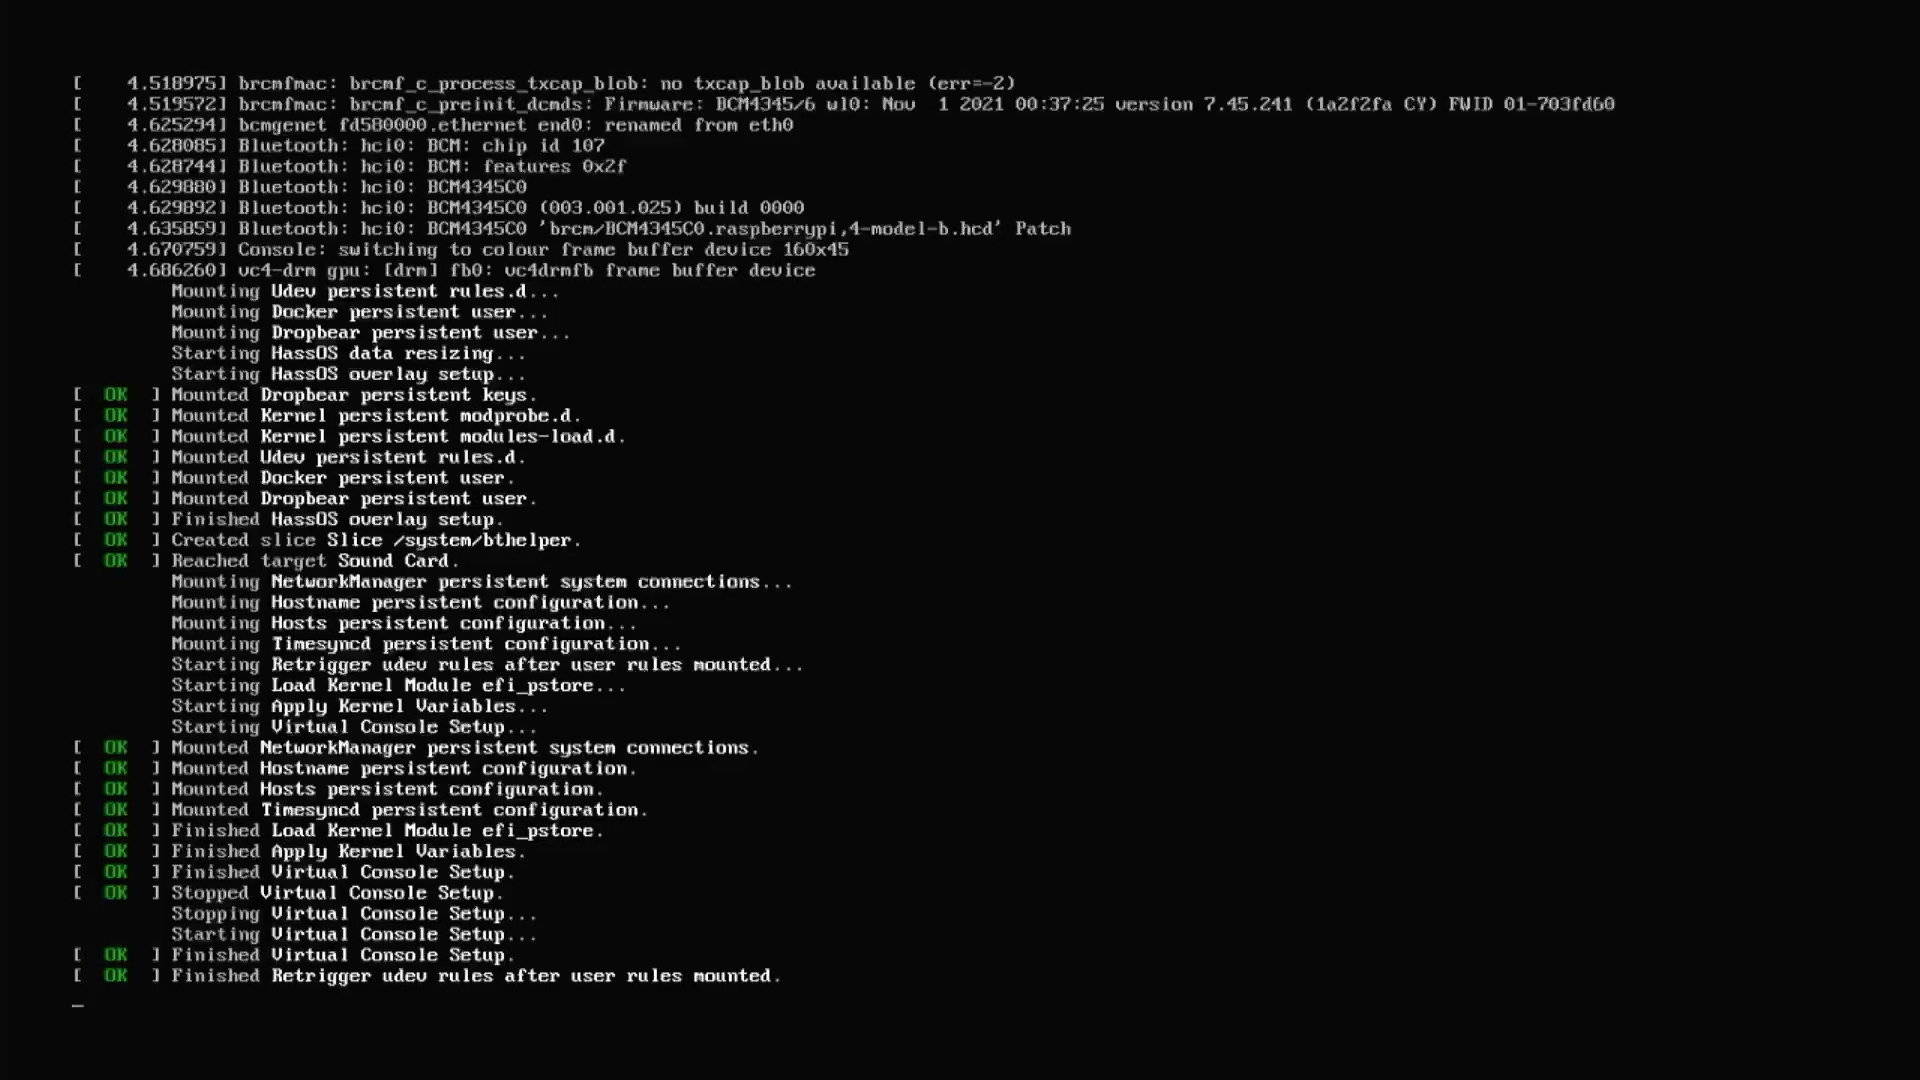 [    4.518975] brcmfmac: brcmf_c_process_txcap_blob: no txcap_blob available (err=-2)
[    4.519572] brcmfmac: brcmf_c_preinit_dcmds: Firmware: BCM4345/6 wl0: Nov  1 2021 00:37:25 version 7.45.241 (1a2f2fa CY) FWID 01-703fd60
[    4.625294] bcmgenet fd580000.ethernet end0: renamed from eth0
[    4.628085] Bluetooth: hci0: BCM: chip id 107
[    4.628744] Bluetooth: hci0: BCM: features 0x2f
[    4.629880] Bluetooth: hci0: BCM4345C0
[    4.629892] Bluetooth: hci0: BCM4345C0 (003.001.025) build 0000
[    4.635859] Bluetooth: hci0: BCM4345C0 'brcm/BCM4345C0.raspberrypi,4-model-b.hcd' Patch
[    4.670759] Console: switching to colour frame buffer device 160x45
[    4.686260] vc4-drm gpu: [drm] fb0: vc4drmfb frame buffer device
         Mounting Udev persistent rules.d...
         Mounting Docker persistent user...
         Mounting Dropbear persistent user...
         Starting HassOS data resizing...
         Starting HassOS overlay setup...
[  OK  ] Mounted Dropbear persistent keys.
[  OK  ] Mounted Kernel persistent modprobe.d.
[  OK  ] Mounted Kernel persistent modules-load.d.
[  OK  ] Mounted Udev persistent rules.d.
[  OK  ] Mounted Docker persistent user.
[  OK  ] Mounted Dropbear persistent user.
[  OK  ] Finished HassOS overlay setup.
[  OK  ] Created slice Slice /system/bthelper.
[  OK  ] Reached target Sound Card.
         Mounting NetworkManager persistent system connections...
         Mounting Hostname persistent configuration...
         Mounting Hosts persistent configuration...
         Mounting Timesyncd persistent configuration...
         Starting Retrigger udev rules after user rules mounted...
         Starting Load Kernel Module efi_pstore...
         Starting Apply Kernel Variables...
         Starting Virtual Console Setup...
[  OK  ] Mounted NetworkManager persistent system connections.
[  OK  ] Mounted Hostname persistent configuration.
[  OK  ] Mounted Hosts persistent configuration.
[  OK  ] Mounted Timesyncd persistent configuration.
[  OK  ] Finished Load Kernel Module efi_pstore.
[  OK  ] Finished Apply Kernel Variables.
[  OK  ] Finished Virtual Console Setup.
[  OK  ] Stopped Virtual Console Setup.
         Stopping Virtual Console Setup...
         Starting Virtual Console Setup...
[  OK  ] Finished Virtual Console Setup.
[  OK  ] Finished Retrigger udev rules after user rules mounted.
_